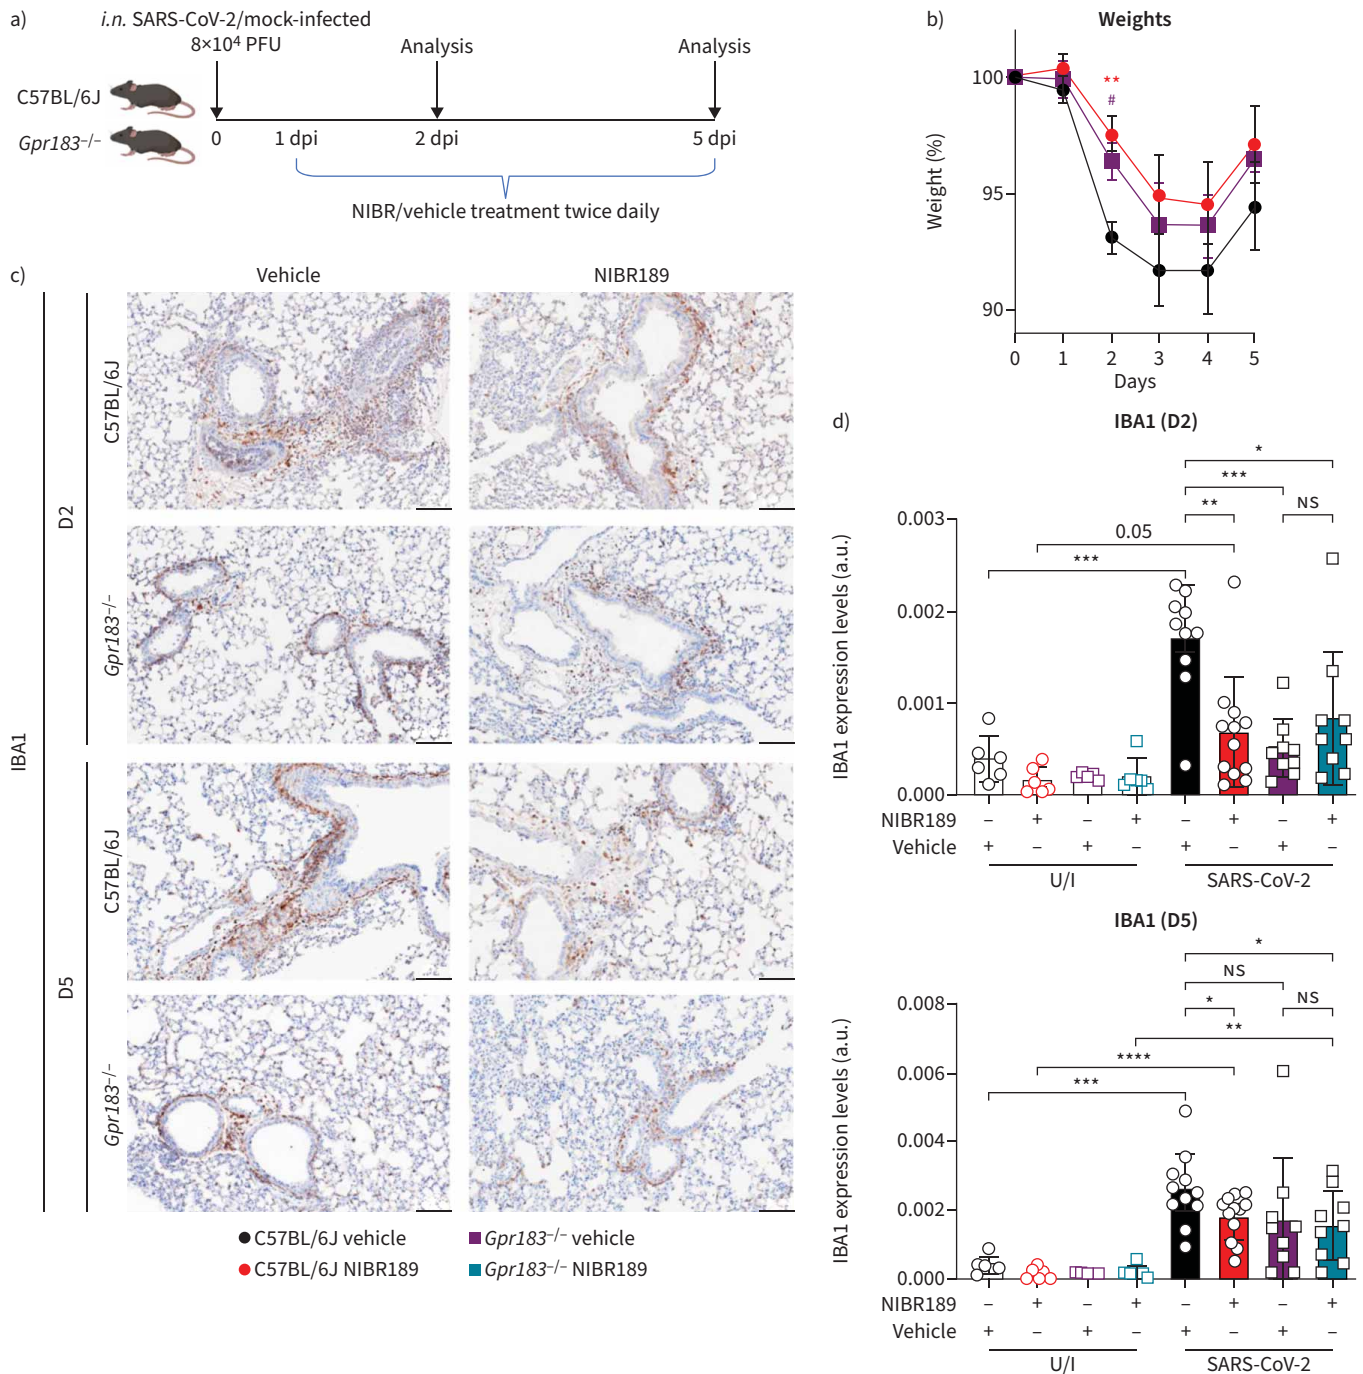 a)
i.n. SARS-CoV-2/mock-infected
8×10⁴ PFU
Analysis
Analysis
C57BL/6J
Gpr183–/–
0
1 dpi
2 dpi
5 dpi
NIBR/vehicle treatment twice daily
b)
Weights
100
95
90
Weight (%)
**
#
0 1 2 3 4 5
Days
c)
Vehicle
NIBR189
IBA1
D2
C57BL/6J
Gpr183–/–
D5
C57BL/6J
Gpr183–/–
C57BL/6J vehicle
Gpr183–/– vehicle
C57BL/6J NIBR189
Gpr183–/– NIBR189
d)
IBA1 (D2)
*
***
** NS
0.05
***
IBA1 expression levels (a.u.)
0.003
0.002
0.001
0.000
NIBR189 – + – + – + – +
Vehicle + – + – + – + –
U/I SARS-CoV-2
IBA1 (D5)
*
NS
* NS
**
****
***
IBA1 expression levels (a.u.)
0.008
0.006
0.004
0.002
0.000
NIBR189 – + – + – + – +
Vehicle + – + – + – + –
U/I SARS-CoV-2